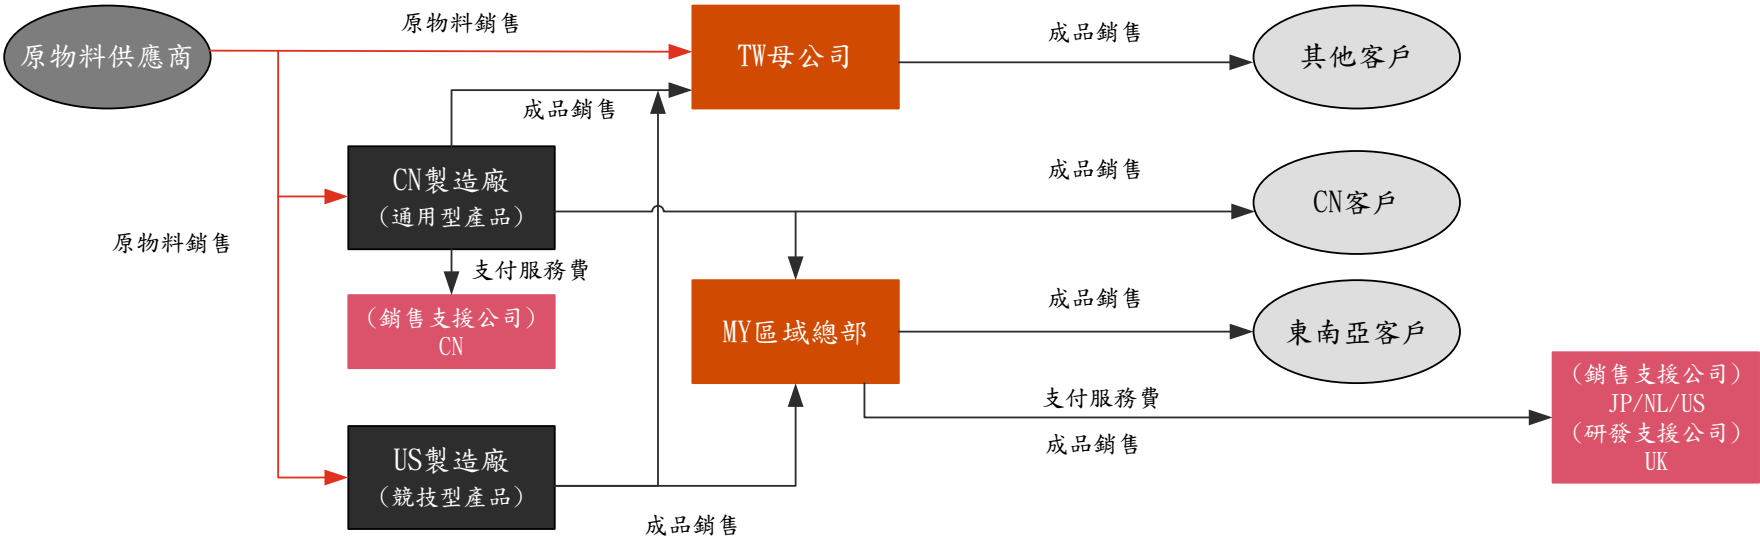 原物料供應商
原物料銷售
TW母公司
成品銷售
其他客戶
成品銷售
CN製造廠
(通用型產品)
成品銷售
CN客戶
原物料銷售
支付服務費
(銷售支援公司)
CN
MY區域總部
成品銷售
東南亞客戶
支付服務費
成品銷售
(銷售支援公司)
JP/NL/US
(研發支援公司)
UK
US製造廠
(競技型產品)
成品銷售